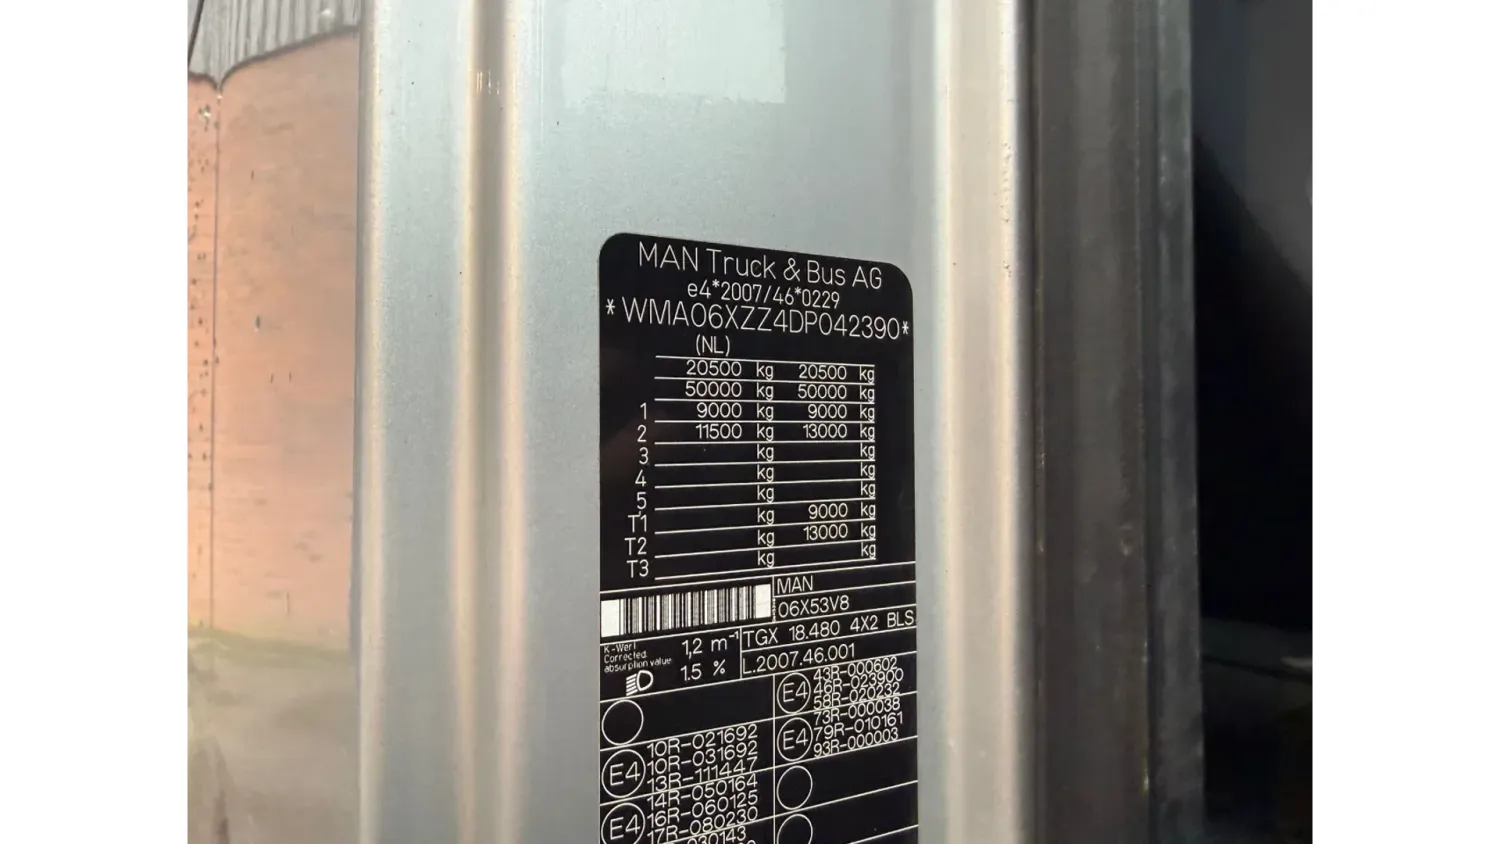 MAN Truck & Bus AG
e4*2007/46*0229
*WMA06XZZ4DP042390*
(NL)
20500 kg 20500 kg
50000 kg 50000 kg
1 9000 kg 9000 kg
2 11500 kg 13000 kg
3 kg kg
4 kg kg
5 kg kg
T1 kg 9000 kg
T2 kg 13000 kg
T3 kg kg
MAN
06X53V8
TGX 18.480 4X2 BLS
L.2007.46.001
K-Wert
Corrected
absorption value
1,2 m⁻¹
1.5 %
E4
43R-000602
46R-023900
58R-020232
E4
73R-000038
79R-010161
93R-000003
E4
10R-021692
10R-031692
13R-111447
E4
14R-050164
16R-060125
17R-080230